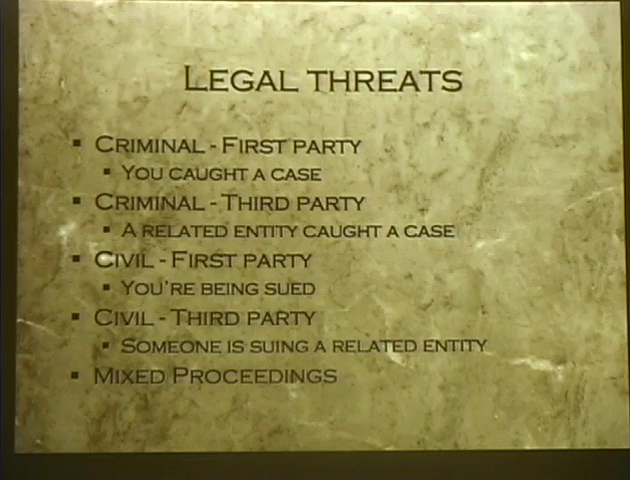 LEGAL THREATS
▪ CRIMINAL - FIRST PARTY
▪ YOU CAUGHT A CASE
▪ CRIMINAL - THIRD PARTY
▪ A RELATED ENTITY CAUGHT A CASE
▪ CIVIL - FIRST PARTY
▪ YOU'RE BEING SUED
▪ CIVIL - THIRD PARTY
▪ SOMEONE IS SUING A RELATED ENTITY
▪ MIXED PROCEEDINGS